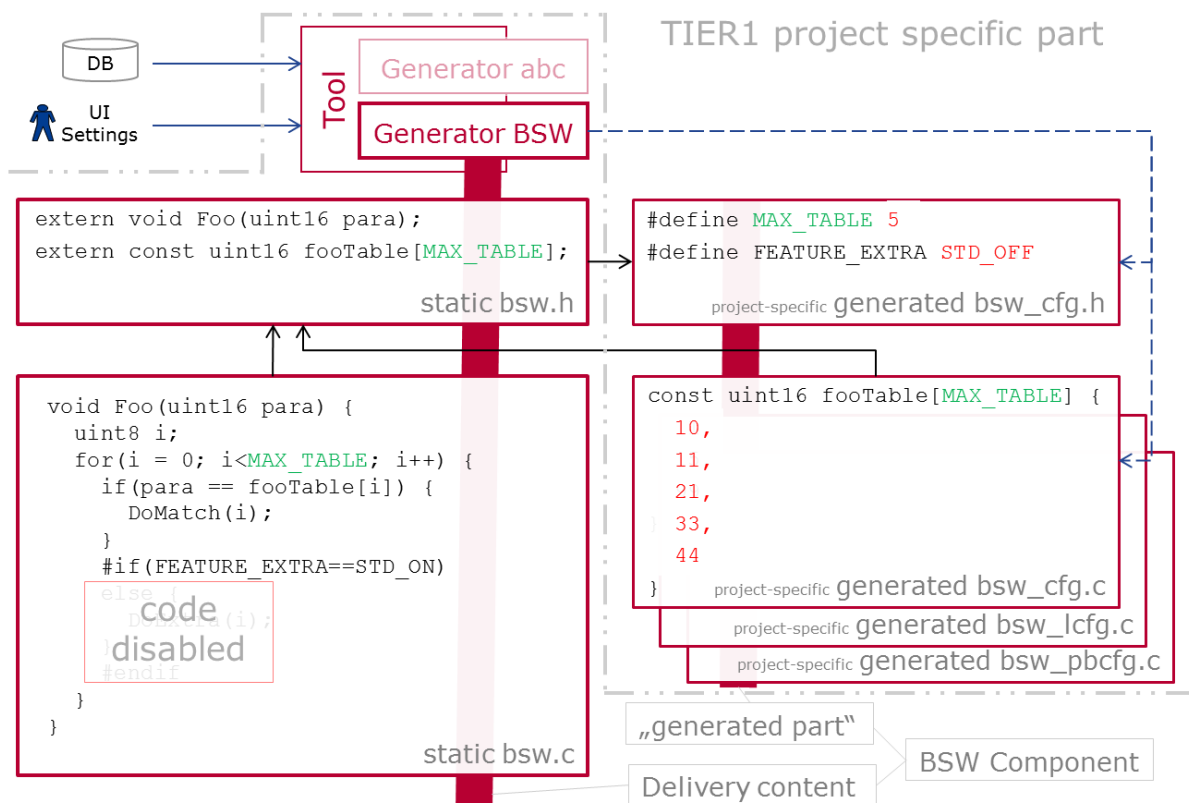 TIER1 project specific part
DB
UI
Settings
Tool
Generator abc
Generator BSW
extern void Foo(uint16 para);
extern const uint16 fooTable[MAX_TABLE];
static bsw.h
#define MAX_TABLE 5
#define FEATURE_EXTRA STD_OFF
project-specific generated bsw_cfg.h
void Foo(uint16 para) {
uint8 i;
for(i = 0; i<MAX_TABLE; i++) {
if(para == fooTable[i]) {
DoMatch(i);
}
#if(FEATURE_EXTRA==STD_ON)
else {
DoExtra(i);
}
#endif
code
disabled
}
}
static bsw.c
const uint16 fooTable[MAX_TABLE] {
10,
11,
21,
33,
44
}
project-specific generated bsw_cfg.c
project-specific generated bsw_lcfg.c
project-specific generated bsw_pbcfg.c
„generated part“
BSW Component
Delivery content